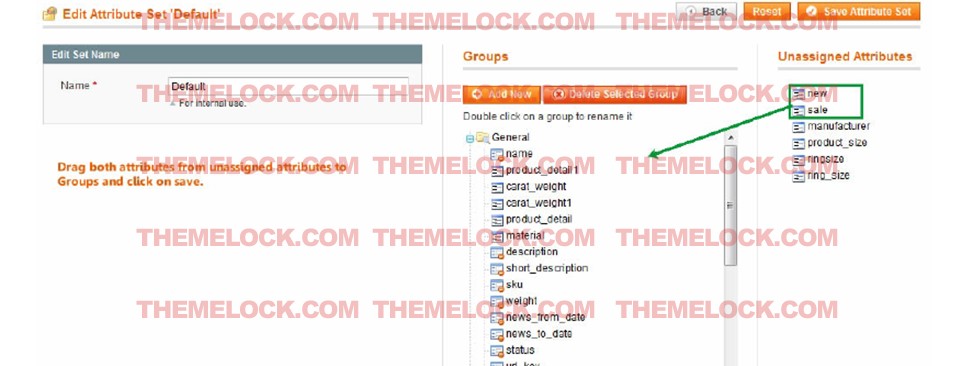 Edit Attribute Set 'Default'
Back
Reset
Save Attribute Set
Edit Set Name
Name *
Default
For internal use.
Drag both attributes from unassigned attributes to
Groups and click on save.
Groups
Add New
Delete Selected Group
Double click on a group to rename it
General
name
product_detail1
carat_weight
carat_weight1
product_detail
material
description
short_description
sku
weight
news_from_date
news_to_date
status
url_key
Unassigned Attributes
new
sale
manufacturer
product_size
ringsize
ring_size
THEMELOCK.COM THEMELOCK.COM THEMELOCK.COM
THEMELOCK.COM THEMELOCK.COM THEMELOCK.COM
THEMELOCK.COM THEMELOCK.COM THEMELOCK.COM
THEMELOCK.COM THEMELOCK.COM THEMELOCK.COM
THEMELOCK.COM THEMELOCK.COM THEMELOCK.COM